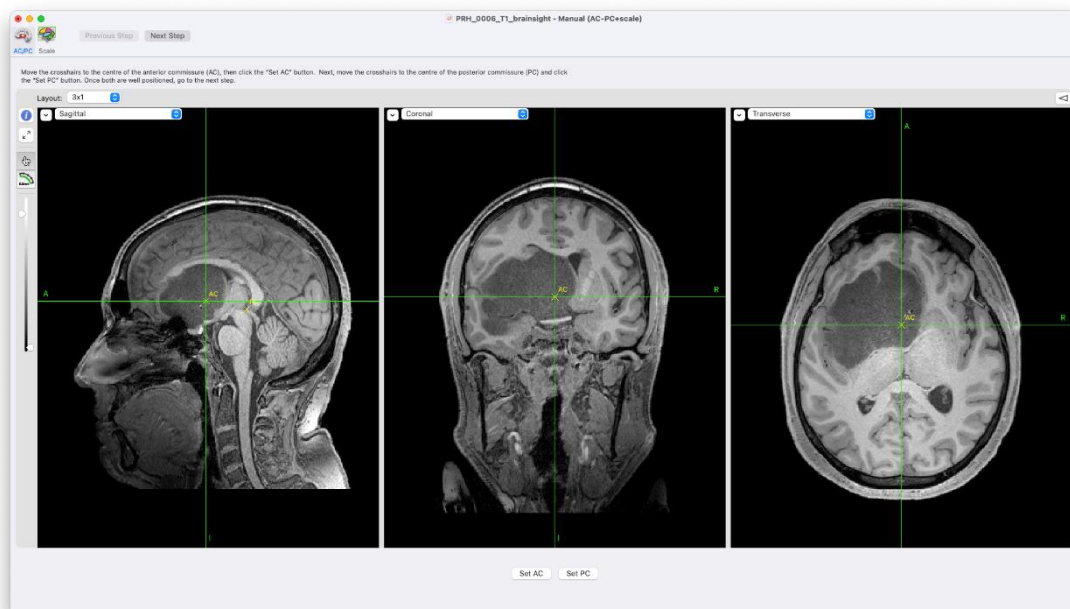 PRH_0006_T1_brainsight - Manual (AC-PC+scale)
AC/PC Scale
Previous Step Next Step
Move the crosshairs to the centre of the anterior commissure (AC), then click the "Set AC" button. Next, move the crosshairs to the centre of the posterior commissure (PC) and click
the "Set PC" button. Once both are well positioned, go to the next step.
Layout: 3x1
Sagittal Coronal Transverse
A
AC
I
AC
R
I
A
AC
R
Set AC Set PC